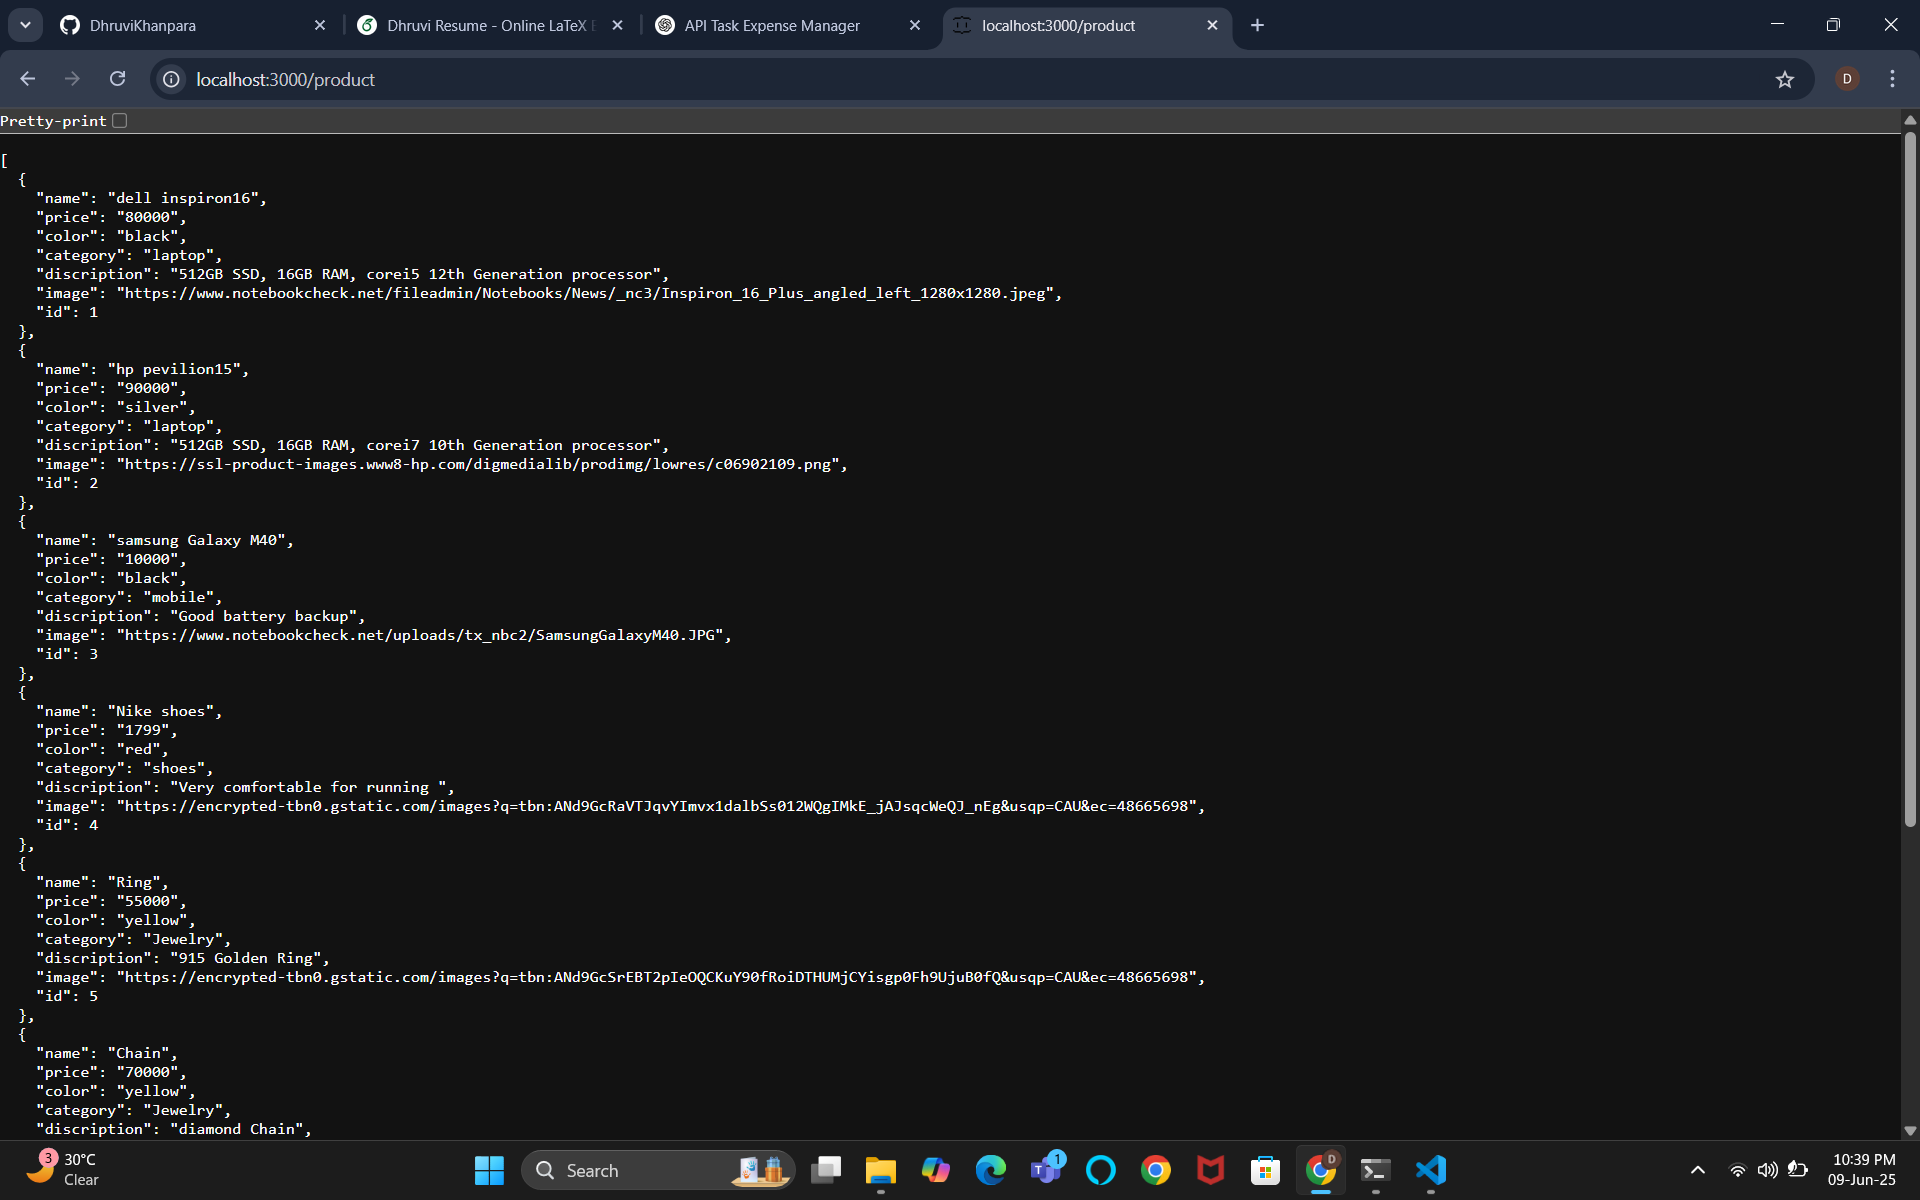 DhruviKhanpara
Dhruvi Resume - Online LaTeX E
API Task Expense Manager
localhost:3000/product
localhost:3000/product
D
Pretty-print
[
  {
    "name": "dell inspiron16",
    "price": "80000",
    "color": "black",
    "category": "laptop",
    "discription": "512GB SSD, 16GB RAM, corei5 12th Generation processor",
    "image": "https://www.notebookcheck.net/fileadmin/Notebooks/News/_nc3/Inspiron_16_Plus_angled_left_1280x1280.jpeg",
    "id": 1
  },
  {
    "name": "hp pevilion15",
    "price": "90000",
    "color": "silver",
    "category": "laptop",
    "discription": "512GB SSD, 16GB RAM, corei7 10th Generation processor",
    "image": "https://ssl-product-images.www8-hp.com/digmedialib/prodimg/lowres/c06902109.png",
    "id": 2
  },
  {
    "name": "samsung Galaxy M40",
    "price": "10000",
    "color": "black",
    "category": "mobile",
    "discription": "Good battery backup",
    "image": "https://www.notebookcheck.net/uploads/tx_nbc2/SamsungGalaxyM40.JPG",
    "id": 3
  },
  {
    "name": "Nike shoes",
    "price": "1799",
    "color": "red",
    "category": "shoes",
    "discription": "Very comfortable for running ",
    "image": "https://encrypted-tbn0.gstatic.com/images?q=tbn:ANd9GcRaVTJqvYImvx1dalbSs012WQgIMkE_jAJsqcWeQJ_nEg&usqp=CAU&ec=48665698",
    "id": 4
  },
  {
    "name": "Ring",
    "price": "55000",
    "color": "yellow",
    "category": "Jewelry",
    "discription": "915 Golden Ring",
    "image": "https://encrypted-tbn0.gstatic.com/images?q=tbn:ANd9GcSrEBT2pIeOQCKuY90fRoiDTHUMjCYisgp0Fh9UjuB0fQ&usqp=CAU&ec=48665698",
    "id": 5
  },
  {
    "name": "Chain",
    "price": "70000",
    "color": "yellow",
    "category": "Jewelry",
    "discription": "diamond Chain",
3
30°C
Clear
Search
1
D
10:39 PM
09-Jun-25